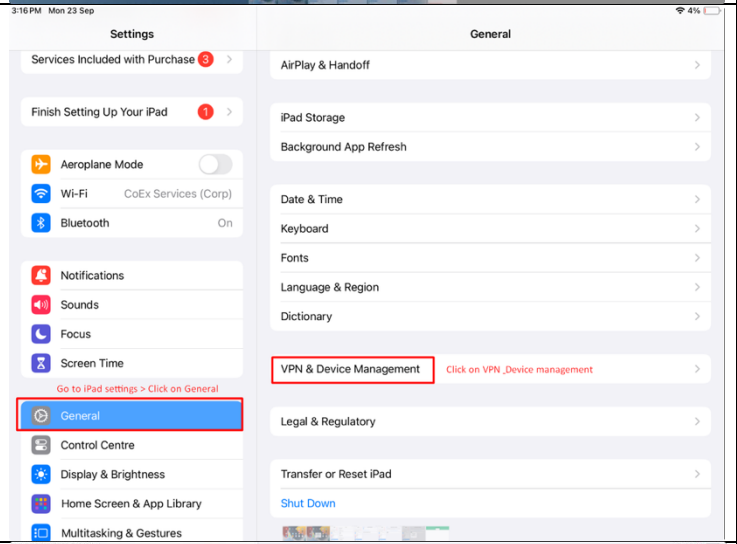 3:16 PM Mon 23 Sep
4%
Settings
Services Included with Purchase 3
Finish Setting Up Your iPad 1
Aeroplane Mode
Wi-Fi CoEx Services (Corp)
Bluetooth On
Notifications
Sounds
Focus
Screen Time
Go to iPad settings > Click on General
General
Control Centre
Display & Brightness
Home Screen & App Library
Multitasking & Gestures
General
AirPlay & Handoff
iPad Storage
Background App Refresh
Date & Time
Keyboard
Fonts
Language & Region
Dictionary
VPN & Device Management Click on VPN ,Device management
Legal & Regulatory
Transfer or Reset iPad
Shut Down